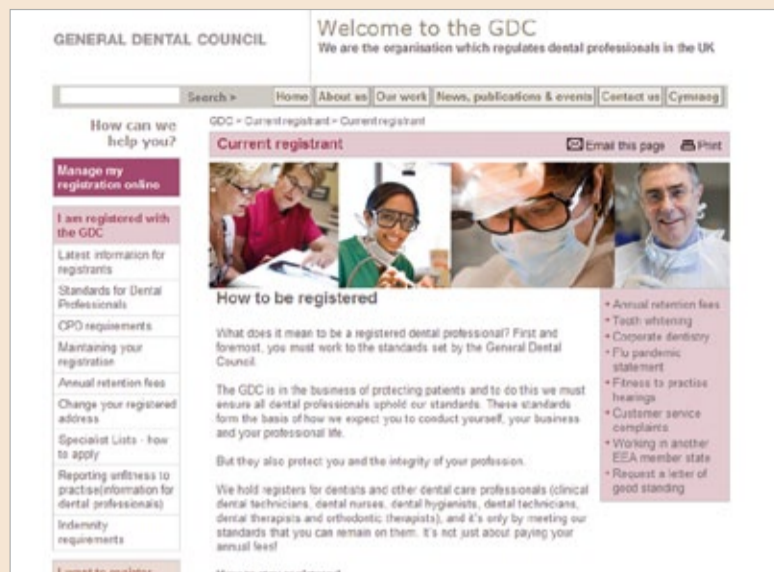 GENERAL DENTAL COUNCIL
Welcome to the GDC
We are the organisation which regulates dental professionals in the UK
Search >
Home
About us
Our work
News, publications & events
Contact us
Cymraeg
How can we
help you?
Manage my
registration online
I am registered with
the GDC
Latest information for
registrants
Standards for Dental
Professionals
CPD requirements
Maintaining your
registration
Annual retention fees
Change your registered
address
Specialist Lists - how
to apply
Reporting unfitness to
practise(information for
dental professionals)
Indemnity
requirements
GDC > Current registrant > Current registrant
Current registrant
Email this page
Print
How to be registered
What does it mean to be a registered dental professional? First and
foremost, you must work to the standards set by the General Dental
Council.
The GDC is in the business of protecting patients and to do this we must
ensure all dental professionals uphold our standards. These standards
form the basis of how we expect you to conduct yourself, your business
and your professional life.
But they also protect you and the integrity of your profession.
We hold registers for dentists and other dental care professionals (clinical
dental technicians, dental nurses, dental hygienists, dental technicians,
dental therapists and orthodontic therapists), and it's only by meeting our
standards that you can remain on them. It's not just about paying your
annual fees!
• Annual retention fees
• Tooth whitening
• Corporate dentistry
• Flu pandemic
statement
• Fitness to practise
hearings
• Customer service
complaints
• Working in another
EEA member state
• Request a letter of
good standing